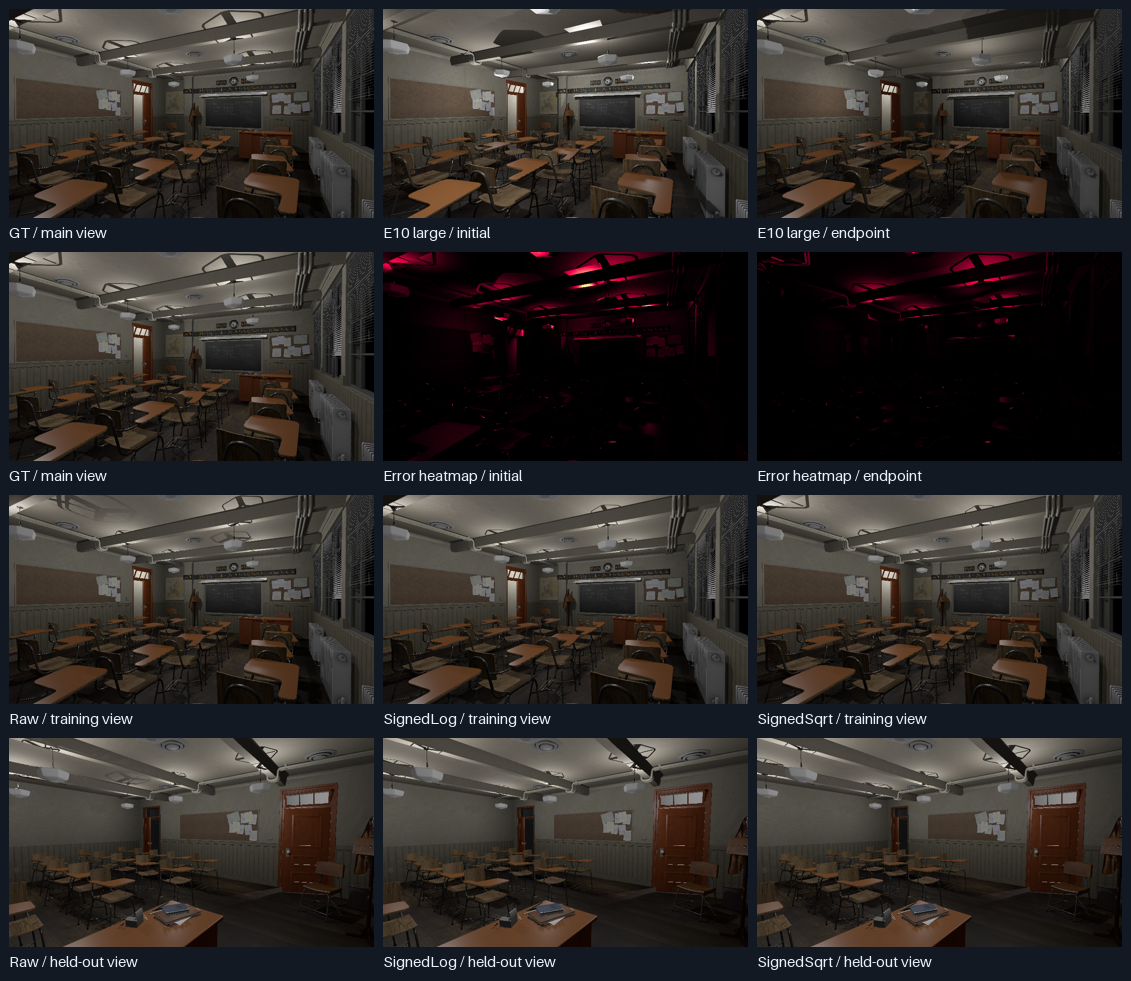 GT / main view
E10 large / initial
E10 large / endpoint
GT / main view
Error heatmap / initial
Error heatmap / endpoint
Raw / training view
SignedLog / training view
SignedSqrt / training view
Raw / held-out view
SignedLog / held-out view
SignedSqrt / held-out view